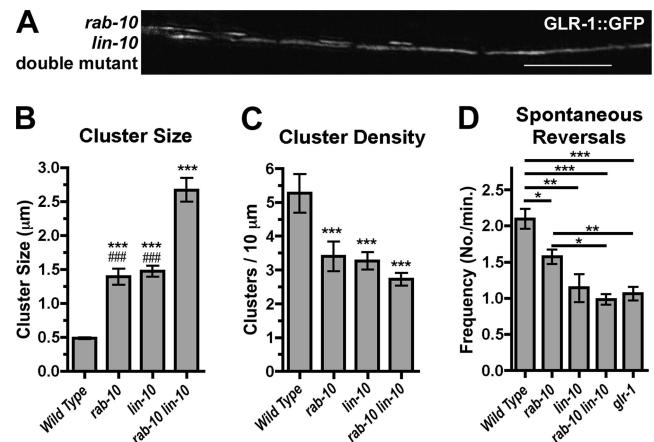 A
rab-10
lin-10
double mutant
GLR-1::GFP
B
Cluster Size
Cluster Size (μm)
3.0
2.5
2.0
1.5
1.0
0.5
0.0
***
###
***
###
***
Wild Type
rab-10
lin-10
rab-10 lin-10
C
Cluster Density
Clusters / 10 μm
6
5
4
3
2
1
0
***
***
***
Wild Type
rab-10
lin-10
rab-10 lin-10
D
Spontaneous
Reversals
Frequency (No./min.)
2.5
2.0
1.5
1.0
0.5
0.0
***
***
**
*
**
*
Wild Type
rab-10
lin-10
rab-10 lin-10
glr-1